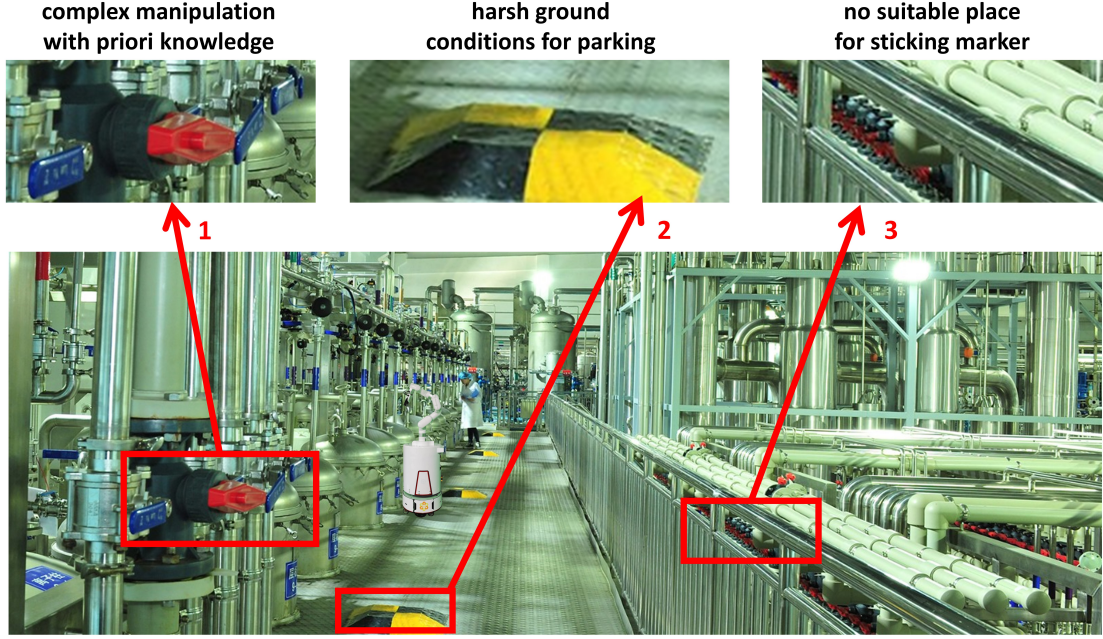 complex manipulation
with priori knowledge
harsh ground
conditions for parking
no suitable place
for sticking marker
1
2
3